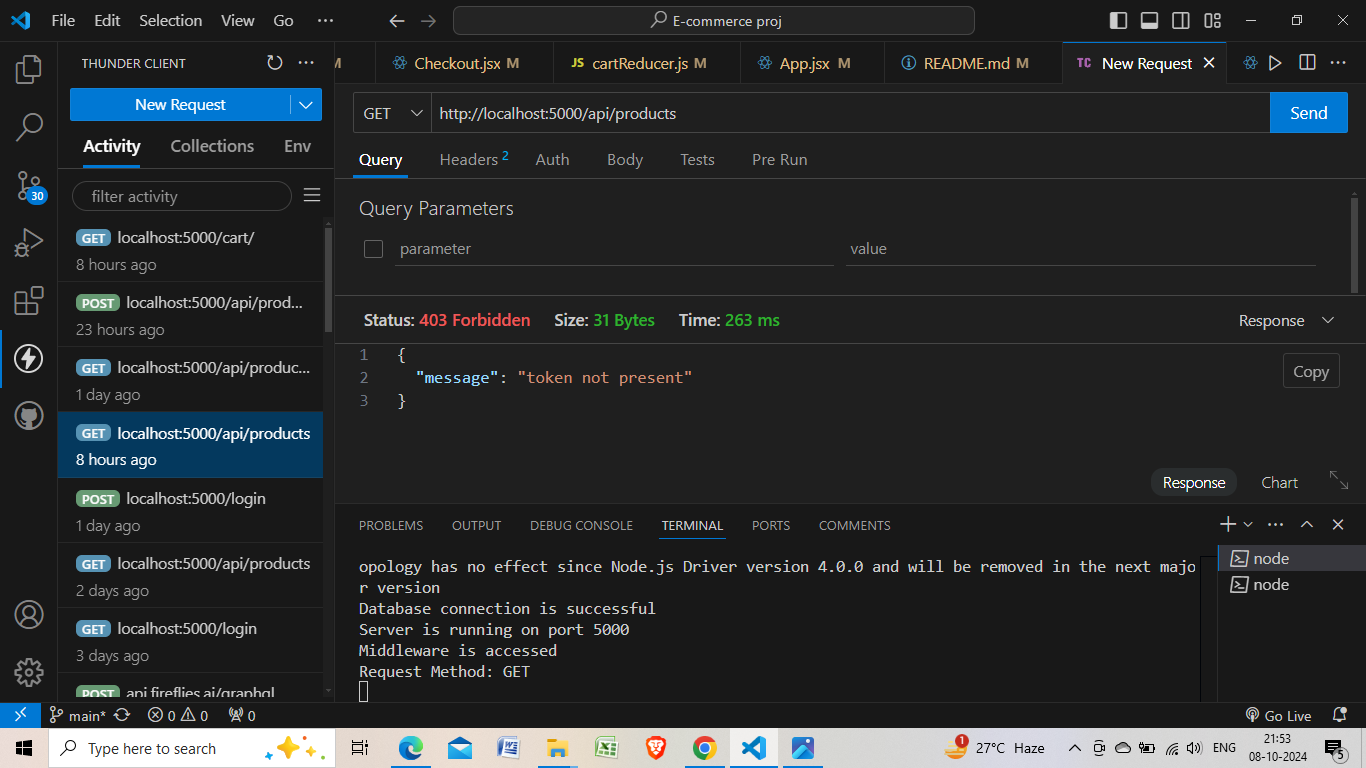 File Edit Selection View Go ···
E-commerce proj
THUNDER CLIENT
M Checkout.jsx M JS cartReducer.js M App.jsx M README.md M TC New Request
New Request
GET http://localhost:5000/api/products Send
Activity Collections Env
Query Headers 2 Auth Body Tests Pre Run
filter activity
Query Parameters
parameter value
GET localhost:5000/cart/
8 hours ago
POST localhost:5000/api/prod...
23 hours ago
GET localhost:5000/api/produc...
1 day ago
GET localhost:5000/api/products
8 hours ago
POST localhost:5000/login
1 day ago
GET localhost:5000/api/products
2 days ago
GET localhost:5000/login
3 days ago
POST api.fireflies.ai/graphql
30
Status: 403 Forbidden Size: 31 Bytes Time: 263 ms Response
1 {
2 "message": "token not present"
3 }
Copy
Response Chart
PROBLEMS OUTPUT DEBUG CONSOLE TERMINAL PORTS COMMENTS
opology has no effect since Node.js Driver version 4.0.0 and will be removed in the next majo
r version
Database connection is successful
Server is running on port 5000
Middleware is accessed
Request Method: GET
node
node
main* 0 0 0 Go Live
Type here to search
1 27°C Haze ENG 21:53
08-10-2024
5